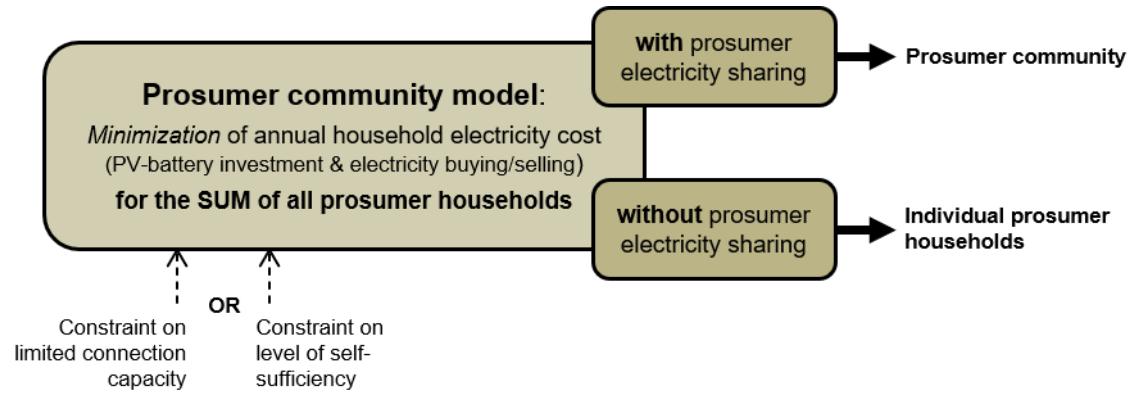 Prosumer community model:
Minimization of annual household electricity cost
(PV-battery investment & electricity buying/selling)
for the SUM of all prosumer households
with prosumer
electricity sharing
Prosumer community
without prosumer
electricity sharing
Individual prosumer
households
OR
Constraint on
limited connection
capacity
Constraint on
level of self-
sufficiency